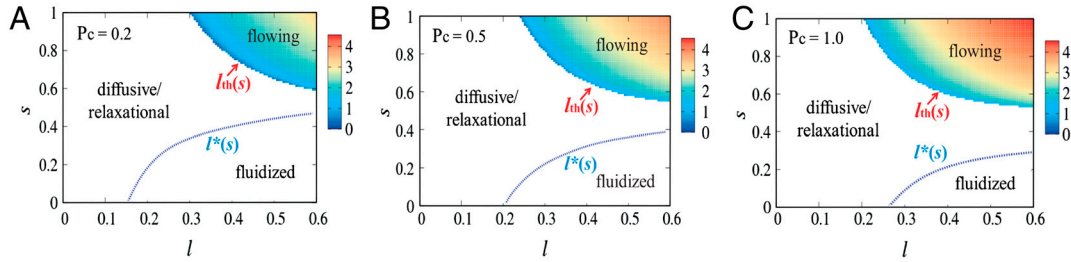 A
Pc = 0.2
flowing
lth(s)
diffusive/
relaxational
l*(s)
fluidized
s
1
0.8
0.6
0.4
0.2
0
0 0.1 0.2 0.3 0.4 0.5 0.6
l
4
3
2
1
0
B
Pc = 0.5
flowing
lth(s)
diffusive/
relaxational
l*(s)
fluidized
s
1
0.8
0.6
0.4
0.2
0
0 0.1 0.2 0.3 0.4 0.5 0.6
l
4
3
2
1
0
C
Pc = 1.0
flowing
lth(s)
diffusive/
relaxational
l*(s)
fluidized
s
1
0.8
0.6
0.4
0.2
0
0 0.1 0.2 0.3 0.4 0.5 0.6
l
4
3
2
1
0